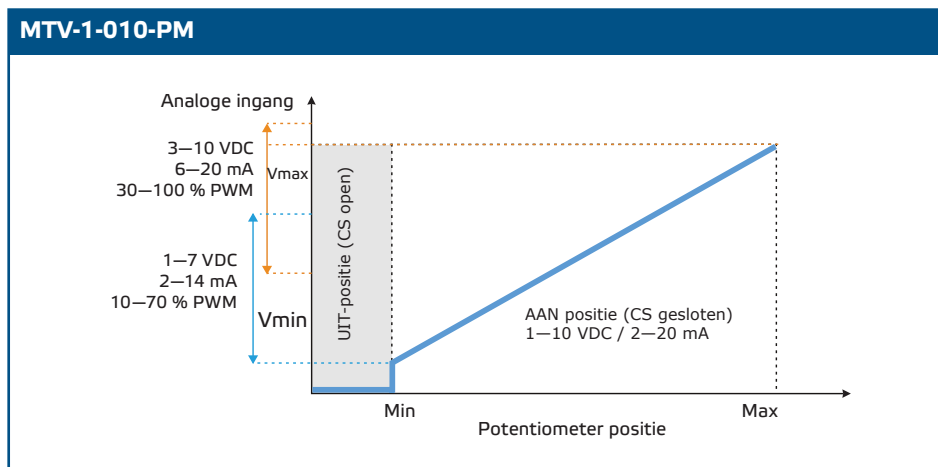 MTV-1-010-PM
Analoge ingang
3—10 VDC
6—20 mA
30—100 % PWM
Vmax
1—7 VDC
2—14 mA
10—70 % PWM
Vmin
UIT-positie (CS open)
AAN positie (CS gesloten)
1—10 VDC / 2—20 mA
Min
Max
Potentiometer positie